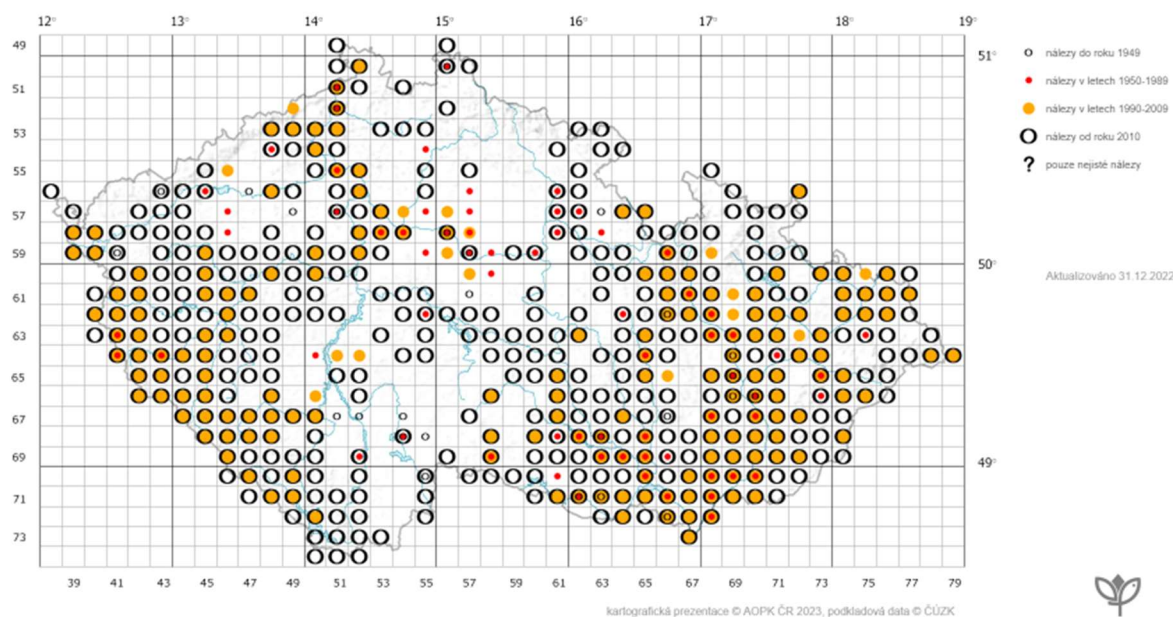 12° 13° 14° 15° 16° 17° 18° 19°
49
51°
51
53
55
57
59
50°
61
63
65
67
69
49°
71
73
39 41 43 45 47 49 51 53 55 57 59 61 63 65 67 69 71 73 75 77 79
nálezy do roku 1949
nálezy v letech 1950-1989
nálezy v letech 1990-2009
nálezy od roku 2010
? pouze nejisté nálezy
Aktualizováno 31.12.2022
kartografická prezentace © AOPK ČR 2023, podkladová data © ČÚZK